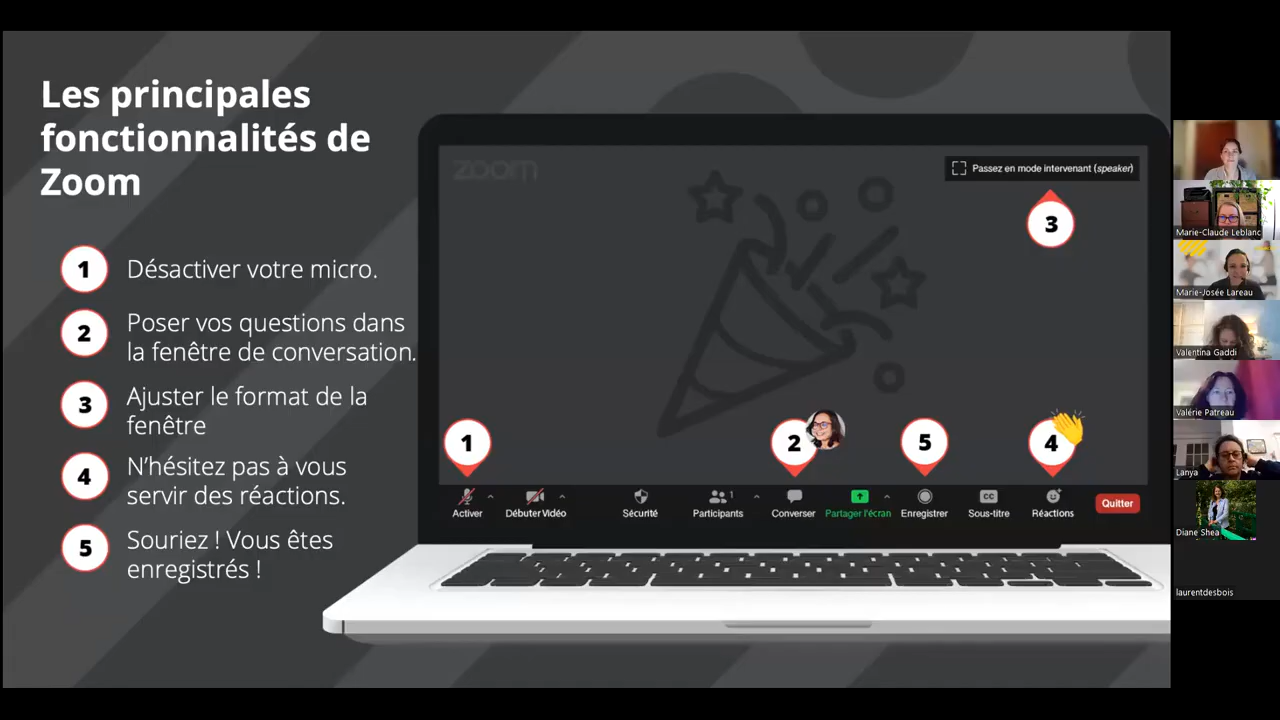 Les principales
fonctionnalités de
Zoom
1 Désactiver votre micro.
2 Poser vos questions dans
la fenêtre de conversation.
3 Ajuster le format de la
fenêtre
4 N'hésitez pas à vous
servir des réactions.
5 Souriez ! Vous êtes
enregistrés !
zoom
Passez en mode intervenant (speaker)
3
1
2
5
4
1
Activer
Débuter Vidéo
Sécurité
Participants
Converser
Partager l'écran
Enregistrer
CC
Sous-titre
Réactions
Quitter
Marie-Claude Leblanc
Marie-Josée Lareau
Valentina Gaddi
Valérie Patreau
Lanya
Diane Shea
laurentdesbois